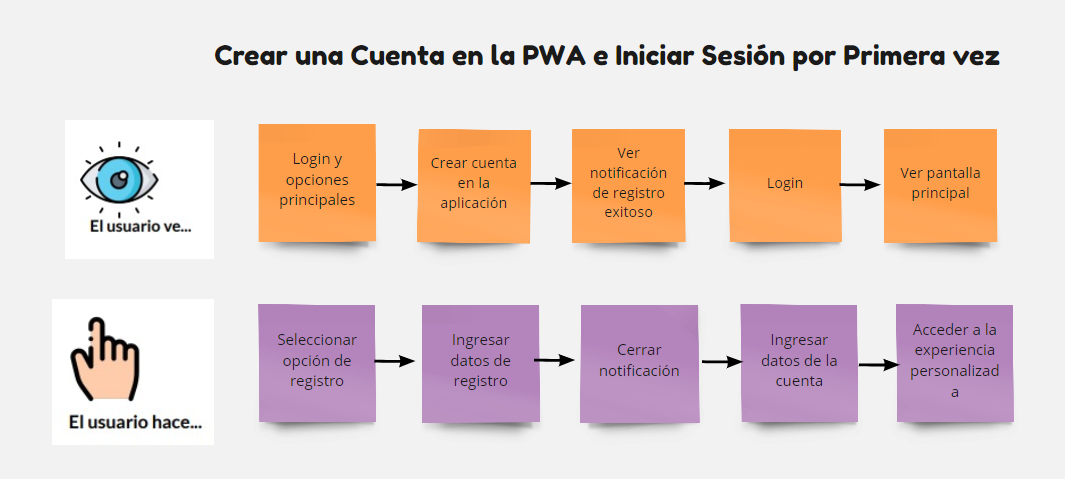 Crear una Cuenta en la PWA e Iniciar Sesión por Primera vez
El usuario ve...
Login y
opciones
principales
Crear cuenta
en la
aplicación
Ver
notificación
de registro
exitoso
Login
Ver pantalla
principal
El usuario hace...
Seleccionar
opción de
registro
Ingresar
datos de
registro
Cerrar
notificación
Ingresar
datos de la
cuenta
Acceder a la
experiencia
personalizad
a